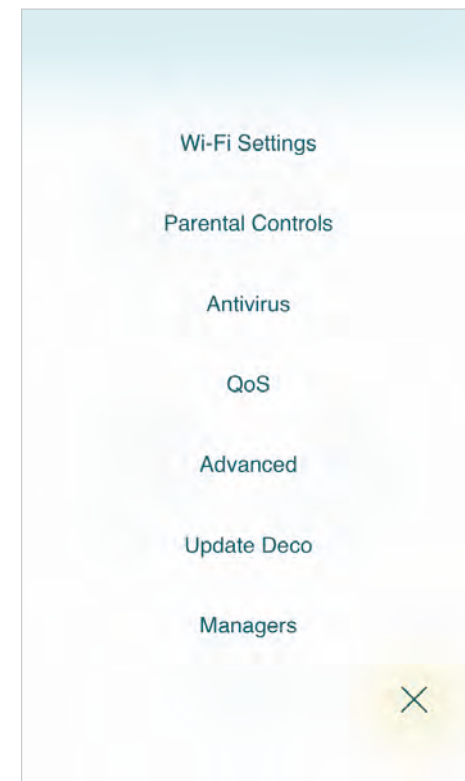 Wi-Fi Settings
Parental Controls
Antivirus
QoS
Advanced
Update Deco
Managers